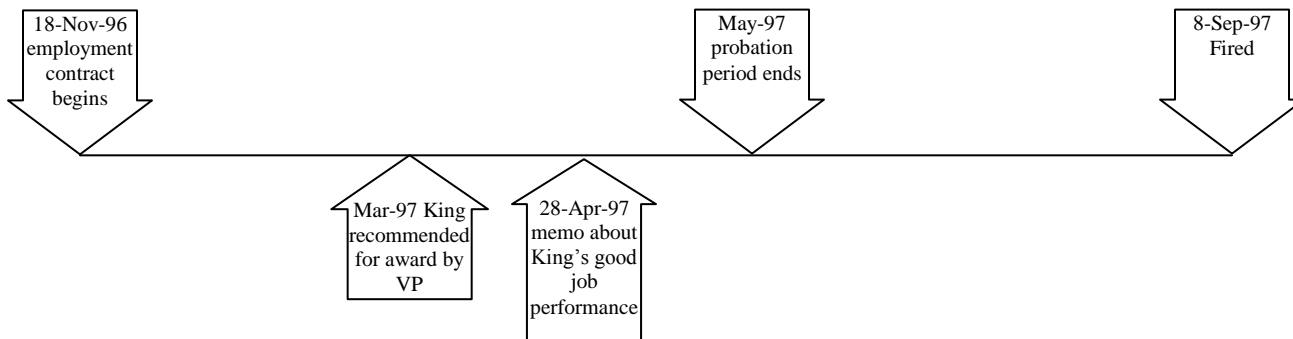 18-Nov-96
employment
contract
begins
May-97
probation
period ends
8-Sep-97
Fired
Mar-97 King
recommended
for award by
VP
28-Apr-97
memo about
King’s good
job
performance